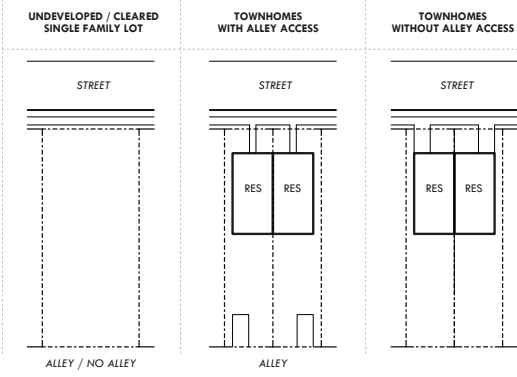 UNDEVELOPED / CLEARED
SINGLE FAMILY LOT
TOWNHOMES
WITH ALLEY ACCESS
TOWNHOMES
WITHOUT ALLEY ACCESS
STREET
STREET
STREET
RES
RES
RES
RES
ALLEY / NO ALLEY
ALLEY